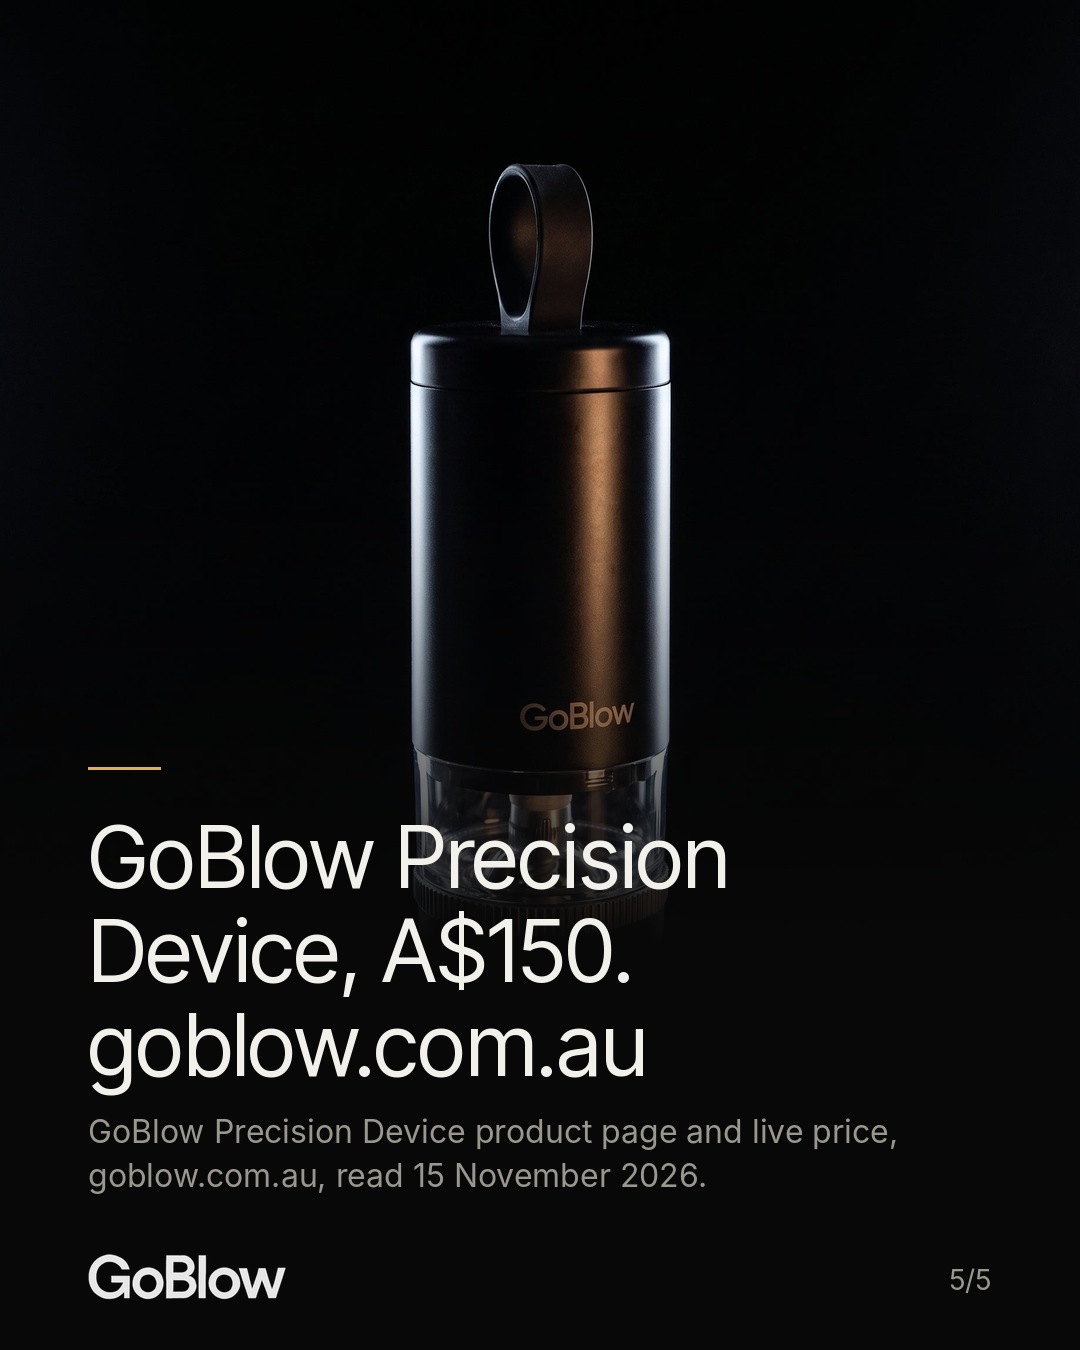 GoBlow
GoBlow Precision
Device, A$150.
goblow.com.au
GoBlow Precision Device product page and live price,
goblow.com.au, read 15 November 2026.
GoBlow
5/5